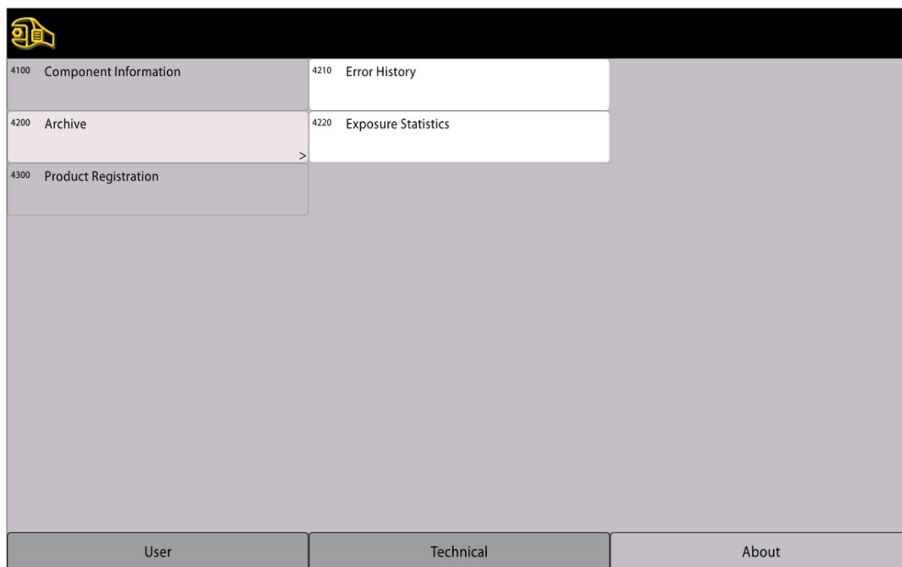 4100 Component Information
4210 Error History
4200 Archive
>
4220 Exposure Statistics
4300 Product Registration
User
Technical
About